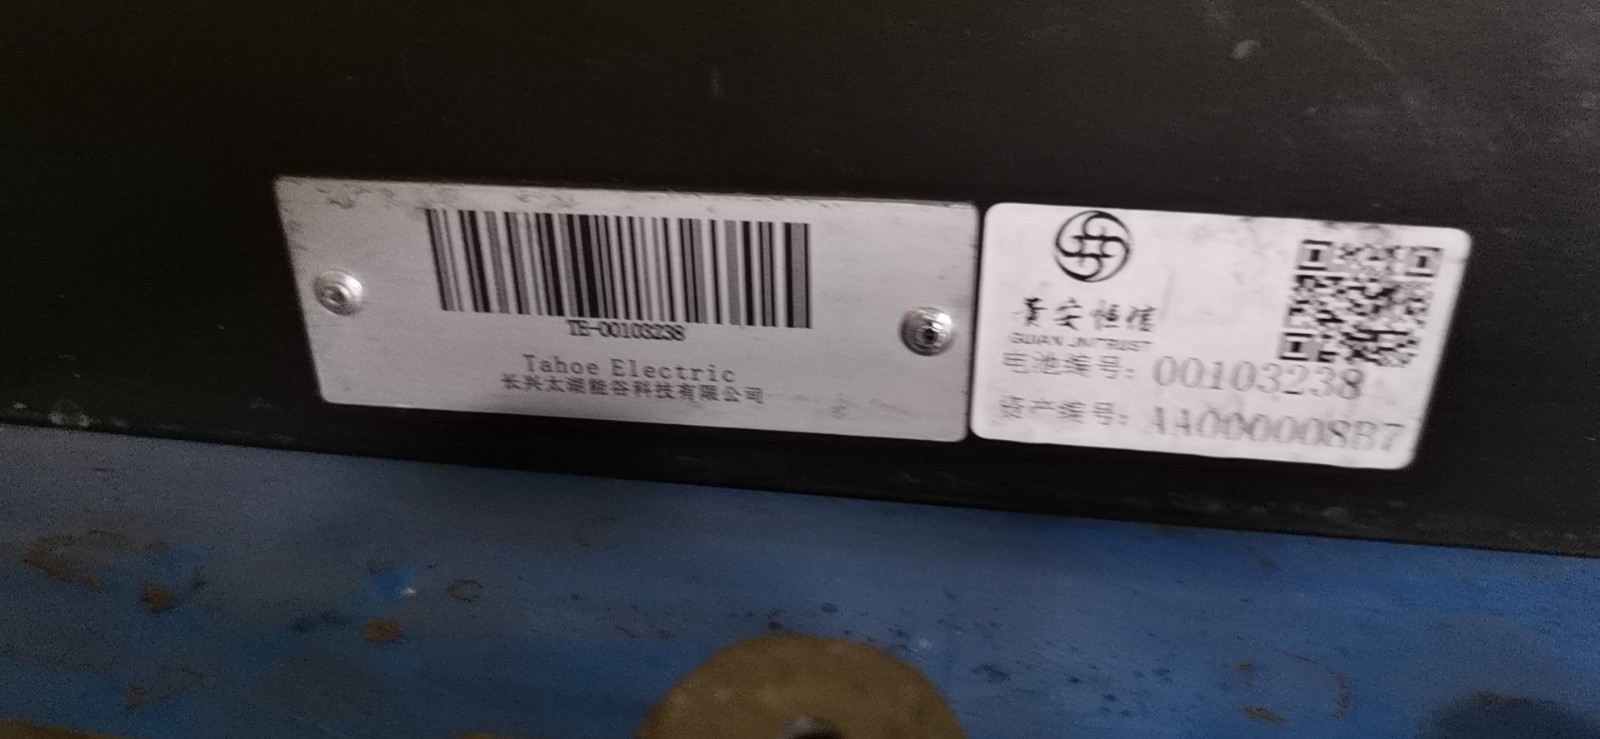 TE-00103238
Tahoe Electric
长兴太湖能谷科技有限公司
贵安恒信
GUIAN JNTRUST
电池编号: 00103238
资产编号: AA000008B7